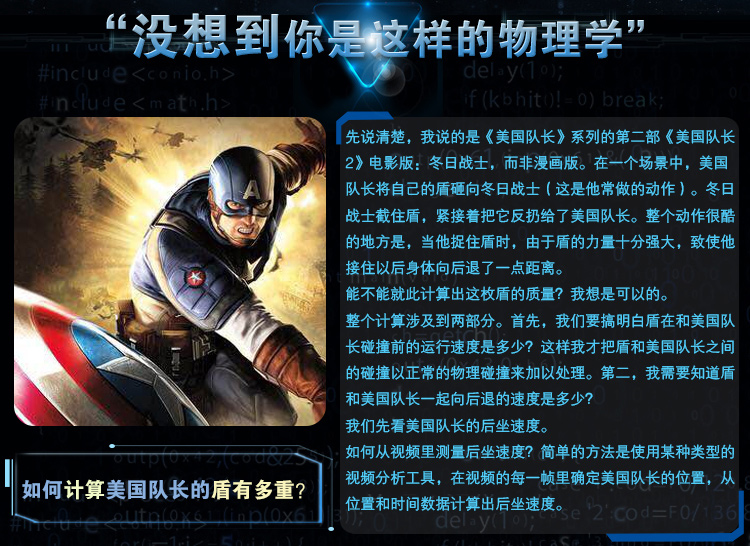 “没想到你是这样的物理学”
#include <conio.h>
#include <math.h>
delay(10);
if (kbhit()!=0) break;
先说清楚，我说的是《美国队长》系列的第二部《美国队长
2》电影版：冬日战士，而非漫画版。在一个场景中，美国
队长将自己的盾砸向冬日战士（这是他常做的动作）。冬日
战士截住盾，紧接着把它反扔给了美国队长。整个动作很酷
的地方是，当他捉住盾时，由于盾的力量十分强大，致使他
接住以后身体向后退了一点距离。
能不能就此计算出这枚盾的质量？我想是可以的。
整个计算涉及到两部分。首先，我们要搞明白盾在和美国队
长碰撞前的运行速度是多少？这样我才把盾和美国队长之间
的碰撞以正常的物理碰撞来加以处理。第二，我需要知道盾
和美国队长一起向后退的速度是多少？
我们先看美国队长的后坐速度。
如何从视频里测量后坐速度？简单的方法是使用某种类型的
视频分析工具，在视频的每一帧里确定美国队长的位置，从
位置和时间数据计算出后坐速度。
A
如何计算美国队长的盾有多重？